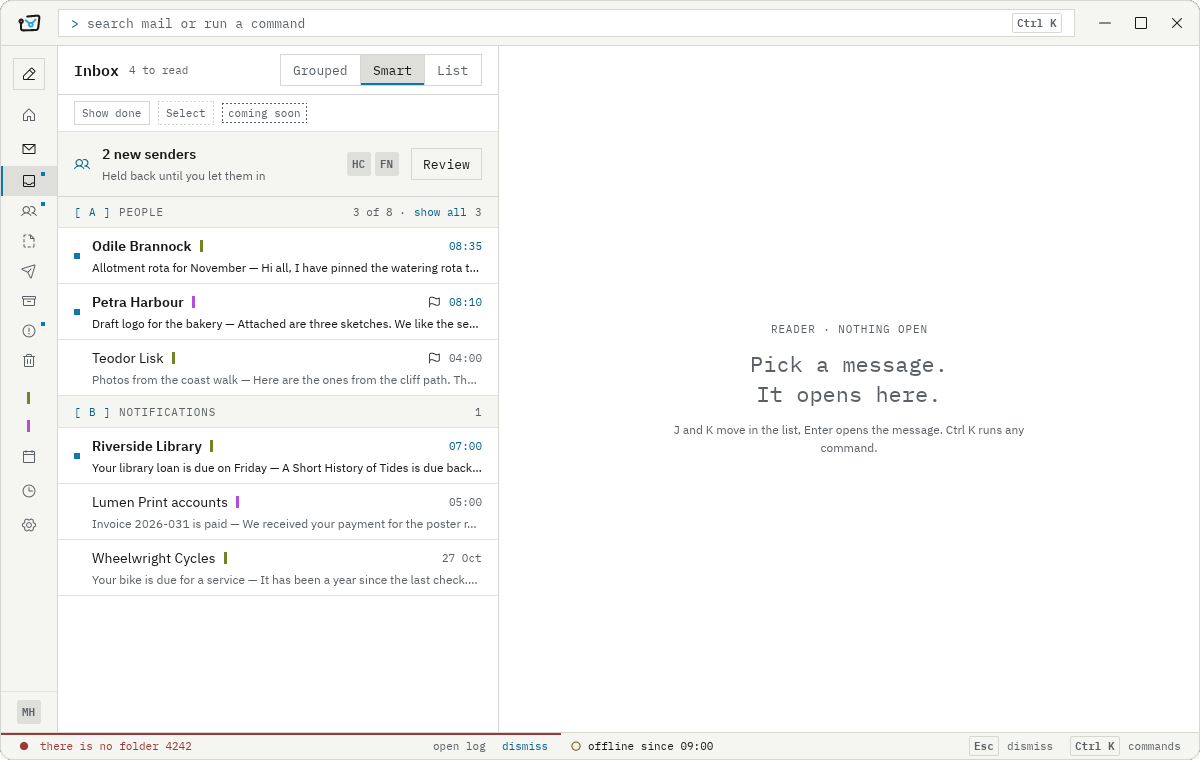 > search mail or run a command Ctrl K
Inbox 4 to read Grouped Smart List
Show done Select coming soon
2 new senders
Held back until you let them in
HC FN Review
[ A ] PEOPLE 3 of 8 · show all 3
Odile Brannock 08:35
Allotment rota for November — Hi all, I have pinned the watering rota t…
Petra Harbour 08:10
Draft logo for the bakery — Attached are three sketches. We like the se…
Teodor Lisk 04:00
Photos from the coast walk — Here are the ones from the cliff path. Th…
[ B ] NOTIFICATIONS 1
Riverside Library 07:00
Your library loan is due on Friday — A Short History of Tides is due back…
Lumen Print accounts 05:00
Invoice 2026-031 is paid — We received your payment for the poster r…
Wheelwright Cycles 27 Oct
Your bike is due for a service — It has been a year since the last check.…
READER · NOTHING OPEN
Pick a message.
It opens here.
J and K move in the list, Enter opens the message. Ctrl K runs any
command.
MH
there is no folder 4242 open log dismiss offline since 09:00 Esc dismiss Ctrl K commands